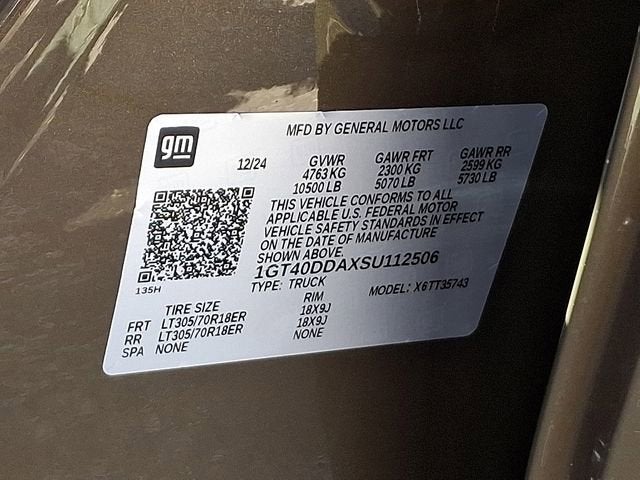 gm
MFD BY GENERAL MOTORS LLC
12/24 GVWR GAWR FRT GAWR RR
4763 KG 2300 KG 2599 KG
10500 LB 5070 LB 5730 LB
THIS VEHICLE CONFORMS TO ALL
APPLICABLE U.S. FEDERAL MOTOR
VEHICLE SAFETY STANDARDS IN EFFECT
ON THE DATE OF MANUFACTURE
SHOWN ABOVE.
1GT40DDAXSU112506
135H
TYPE: TRUCK MODEL: X6TT35743
TIRE SIZE RIM
FRT LT305/70R18ER 18X9J
RR LT305/70R18ER 18X9J
SPA NONE NONE